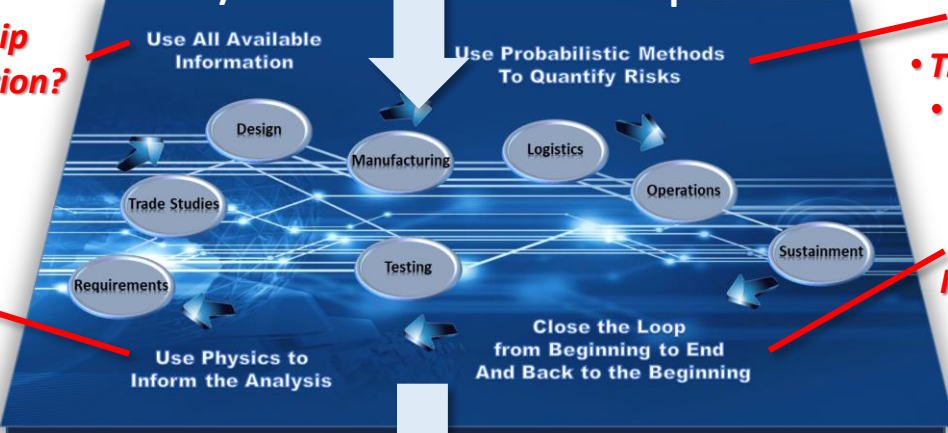 ip
tion?
Use All Available
Information
Use Probabilistic Methods
To Quantify Risks
Design
Manufacturing
Logistics
Operations
Trade Studies
Testing
Sustainment
Requirements
Use Physics to
Inform the Analysis
Close the Loop
from Beginning to End
And Back to the Beginning